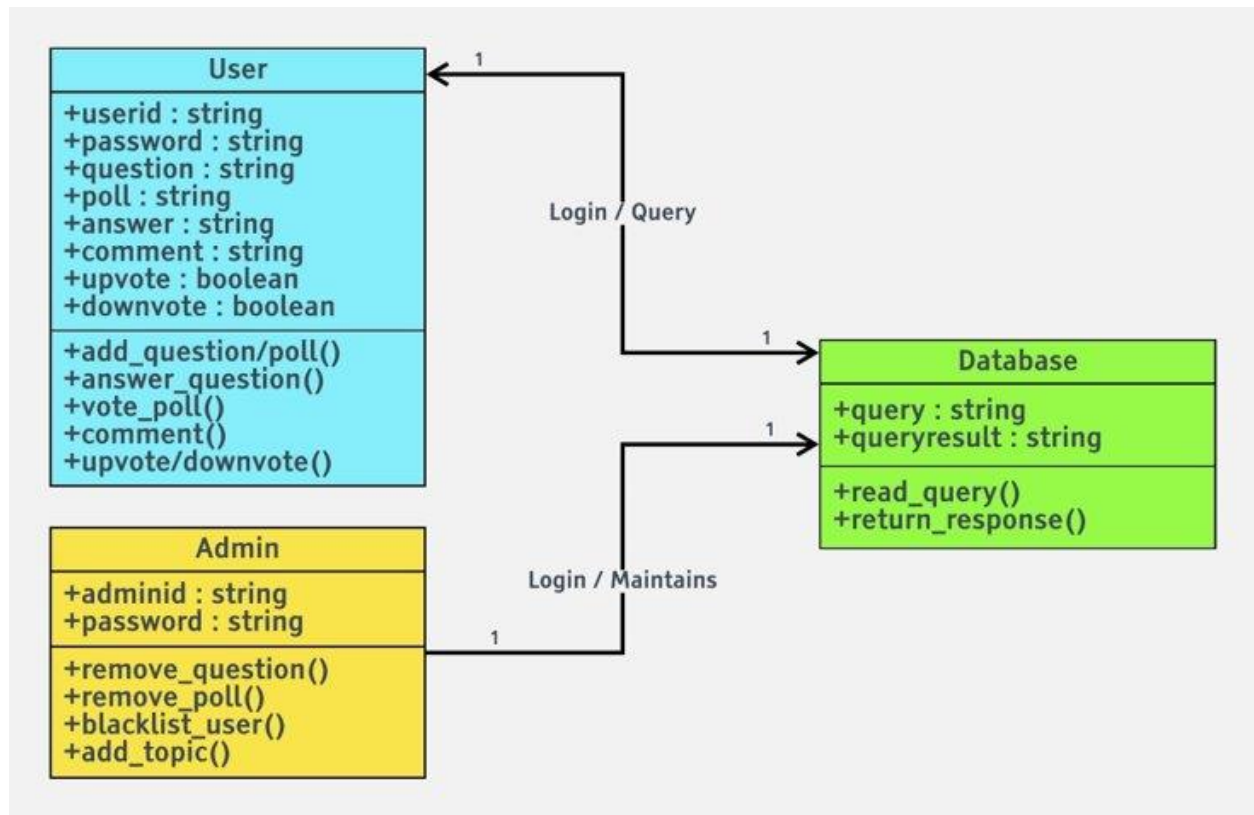 User
+userid : string
+password : string
+question : string
+poll : string
+answer : string
+comment : string
+upvote : boolean
+downvote : boolean
+add_question/poll()
+answer_question()
+vote_poll()
+comment()
+upvote/downvote()
1
Login / Query
1
Database
+query : string
+queryresult : string
+read_query()
+return_response()
Admin
+adminid : string
+password : string
+remove_question()
+remove_poll()
+blacklist_user()
+add_topic()
1
Login / Maintains
1